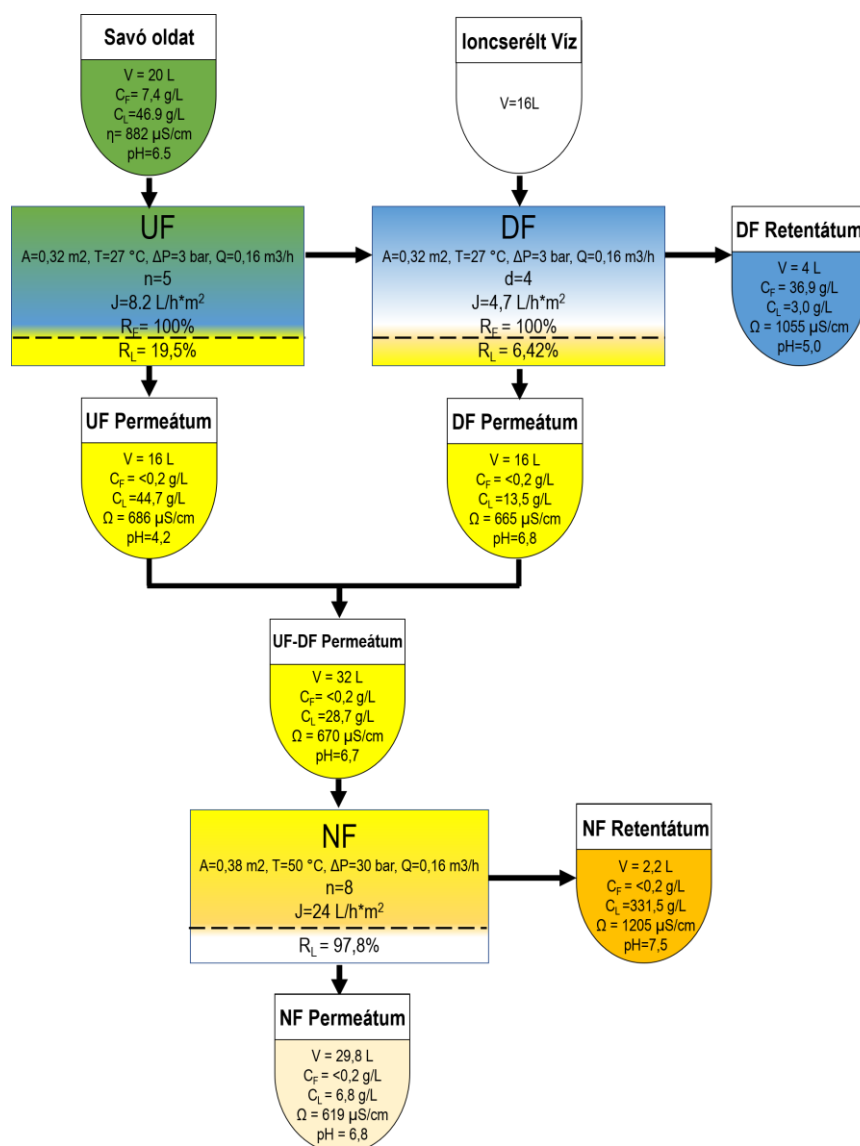 Savó oldat
V = 20 L
CF= 7,4 g/L
CL=46.9 g/L
η= 882 µS/cm
pH=6.5
Ioncserélt Víz
V=16L
UF
A=0,32 m2, T=27 °C, ΔP=3 bar, Q=0,16 m3/h
n=5
J=8.2 L/h*m²
RF= 100%
RL= 19,5%
DF
A=0,32 m2, T=27 °C, ΔP=3 bar, Q=0,16 m3/h
d=4
J=4,7 L/h*m²
RF= 100%
RL = 6,42%
DF Retentátum
V = 4 L
CF = 36,9 g/L
CL=3,0 g/L
Ω = 1055 µS/cm
pH=5,0
UF Permeátum
V = 16 L
CF = <0,2 g/L
CL=44,7 g/L
Ω = 686 µS/cm
pH=4,2
DF Permeátum
V = 16 L
CF = <0,2 g/L
CL=13,5 g/L
Ω = 665 µS/cm
pH=6,8
UF-DF Permeátum
V = 32 L
CF = <0,2 g/L
CL=28,7 g/L
Ω = 670 µS/cm
pH=6,7
NF
A=0,38 m2, T=50 °C, ΔP=30 bar, Q=0,16 m3/h
n=8
J=24 L/h*m²
RL = 97,8%
NF Retentátum
V = 2,2 L
CF = <0,2 g/L
CL=331,5 g/L
Ω = 1205 µS/cm
pH=7,5
NF Permeátum
V = 29,8 L
CF = <0,2 g/L
CL = 6,8 g/L
Ω = 619 µS/cm
pH = 6,8